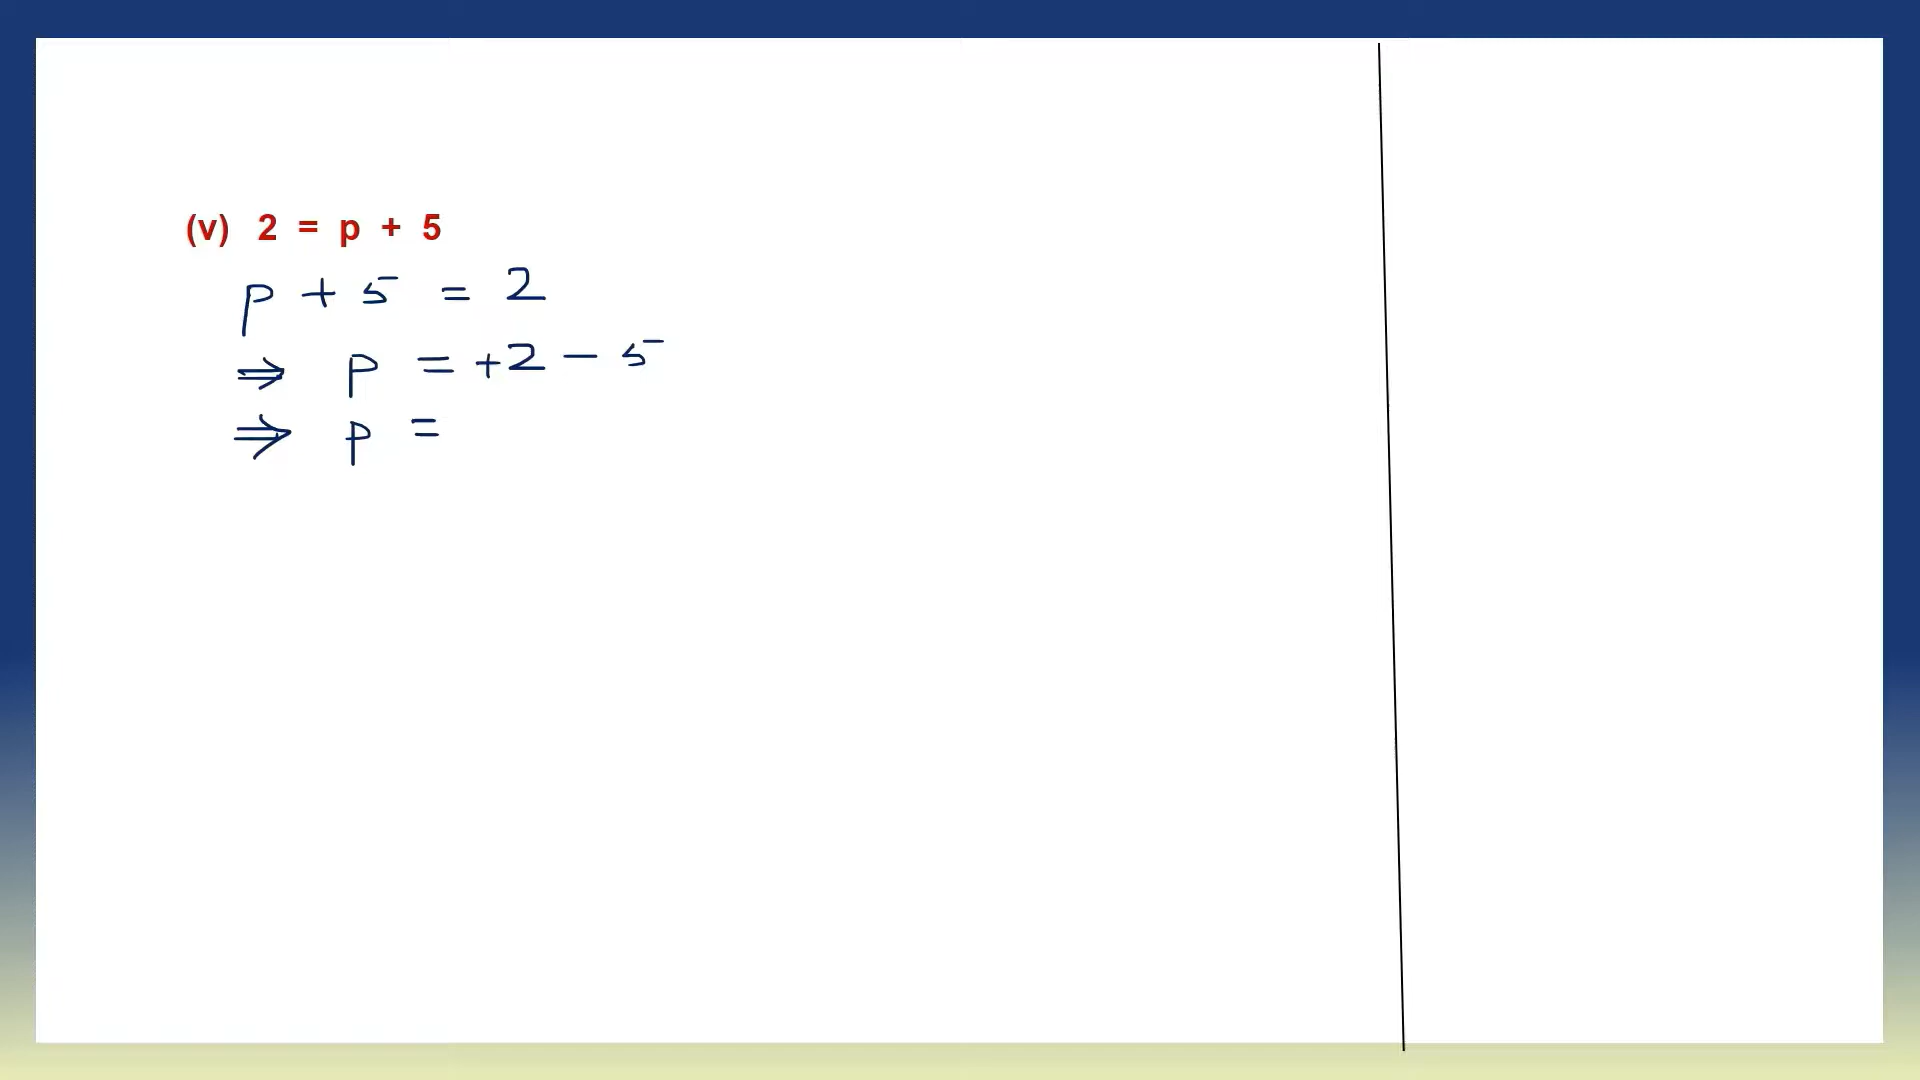 (v) 2 = p + 5
p + 5 = 2
⇒ p = +2 − 5
⇒ p =